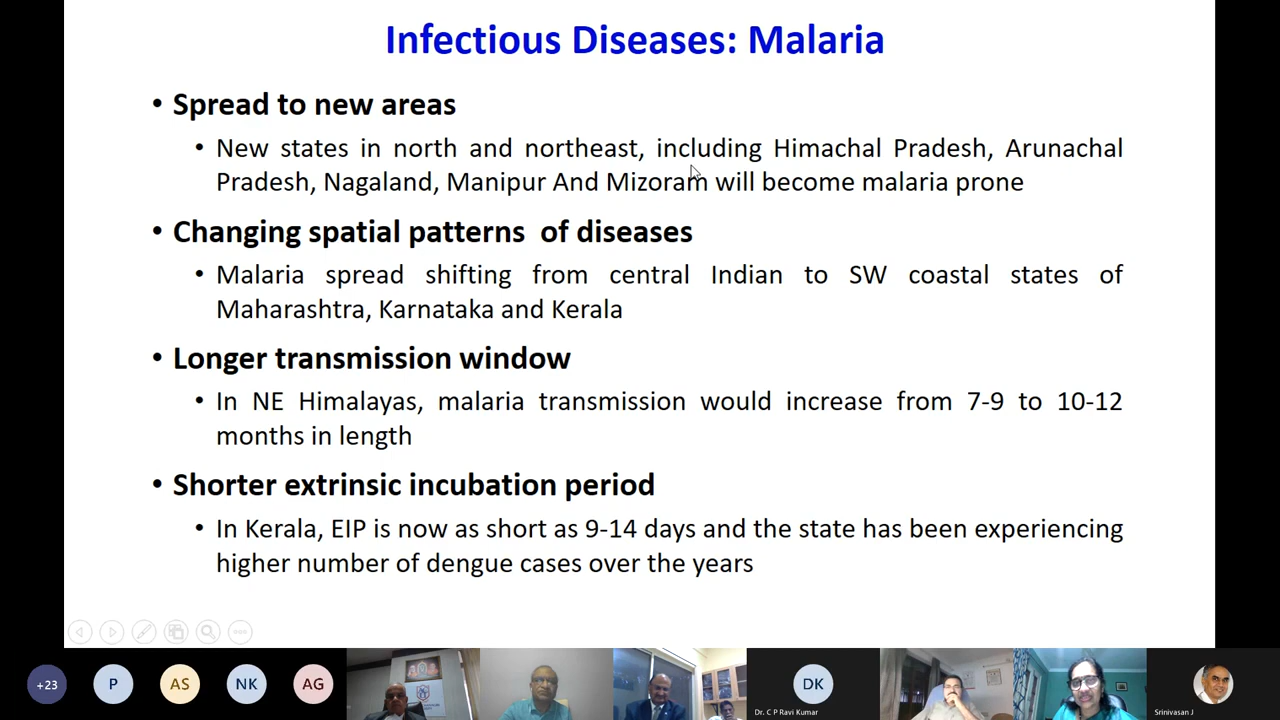 Infectious Diseases: Malaria
• Spread to new areas
• New states in north and northeast, including Himachal Pradesh, Arunachal
Pradesh, Nagaland, Manipur And Mizoram will become malaria prone
• Changing spatial patterns of diseases
• Malaria spread shifting from central Indian to SW coastal states of
Maharashtra, Karnataka and Kerala
• Longer transmission window
• In NE Himalayas, malaria transmission would increase from 7-9 to 10-12
months in length
• Shorter extrinsic incubation period
• In Kerala, EIP is now as short as 9-14 days and the state has been experiencing
higher number of dengue cases over the years
+23
P
AS
NK
AG
DK
Dr. C P Ravi Kumar
Srinivasan J